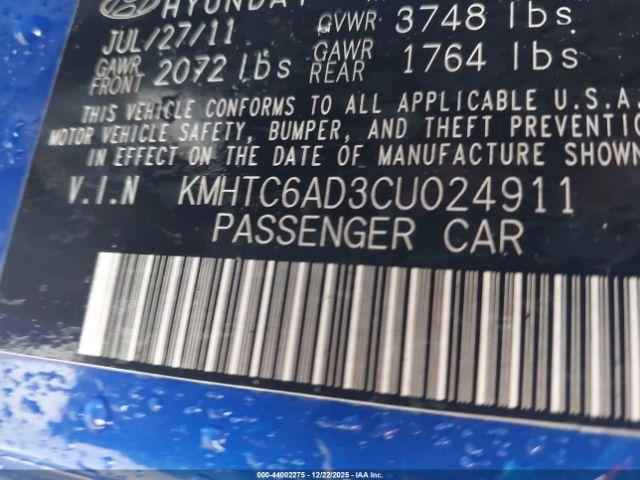 HYUNDAI
JUL/27/11 GVWR 3748 lbs
GAWR FRONT 2072 lbs GAWR REAR 1764 lbs
THIS VEHICLE CONFORMS TO ALL APPLICABLE U.S.A
MOTOR VEHICLE SAFETY, BUMPER, AND THEFT PREVENTIO
IN EFFECT ON THE DATE OF MANUFACTURE SHOWN
V.I.N KMHTC6AD3CU024911
PASSENGER CAR
000-44002275 - 12/22/2025 - IAA Inc.